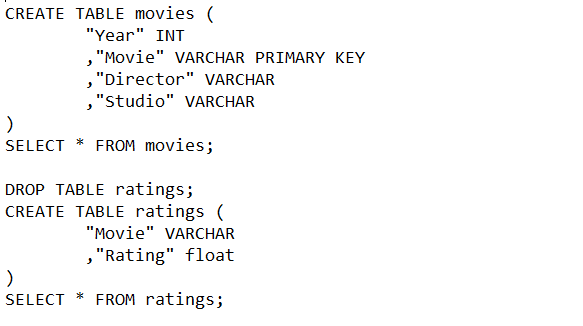 CREATE TABLE movies (
"Year" INT
,"Movie" VARCHAR PRIMARY KEY
,"Director" VARCHAR
,"Studio" VARCHAR
)
SELECT * FROM movies;
DROP TABLE ratings;
CREATE TABLE ratings (
"Movie" VARCHAR
,"Rating" float
)
SELECT * FROM ratings;